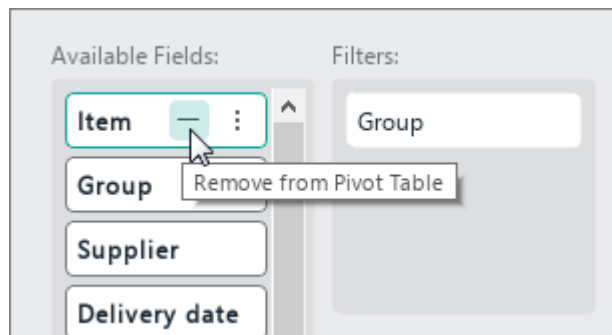 Available Fields:
Filters:
Item
Group
Group
Remove from Pivot Table
Supplier
Delivery date